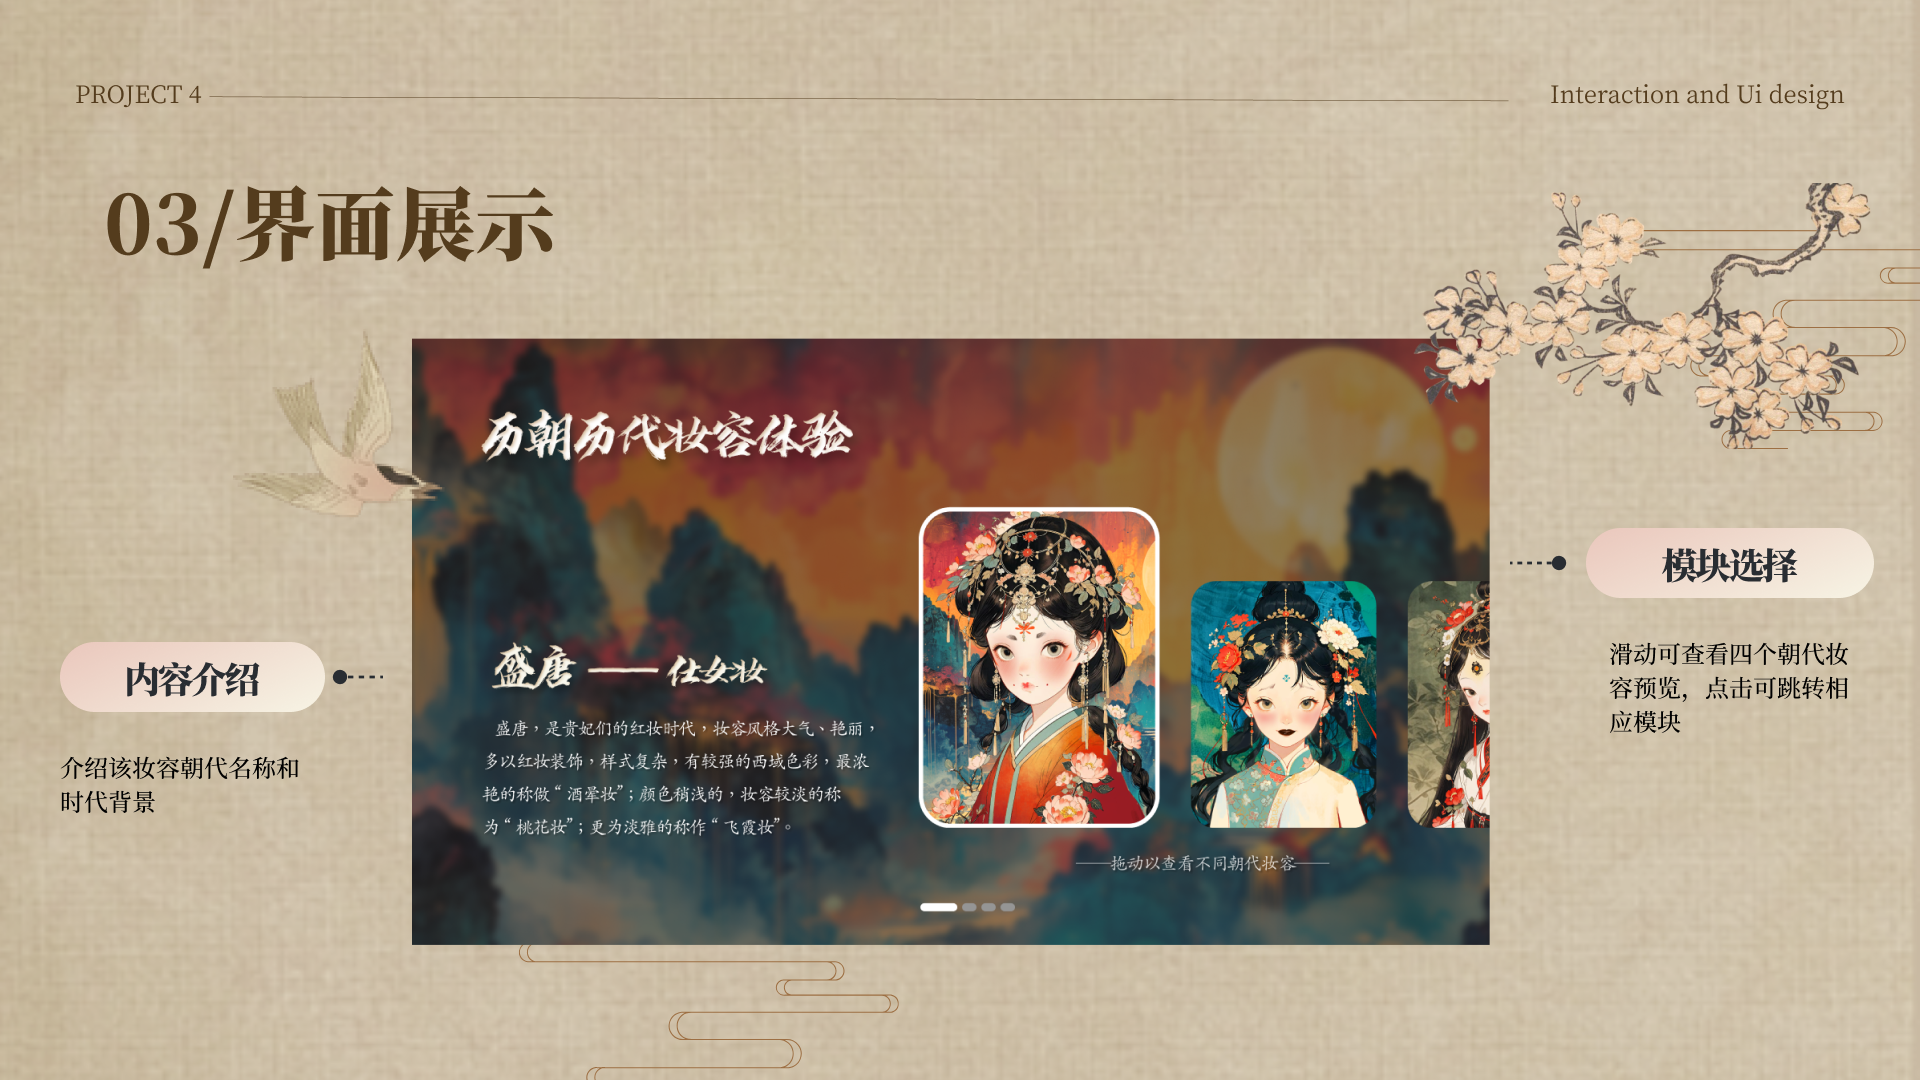 PROJECT 4
Interaction and Ui design
03/界面展示
历朝历代妆容体验
盛唐 —— 仕女妆
盛唐，是贵妃们的红妆时代，妆容风格大气、艳丽，
多以红妆装饰，样式复杂，有较强的西域色彩，最浓
艳的称做“酒晕妆”；颜色稍浅的，妆容较淡的称
为“桃花妆”；更为淡雅的称作“飞霞妆”。
——拖动以查看不同朝代妆容——
内容介绍
介绍该妆容朝代名称和
时代背景
模块选择
滑动可查看四个朝代妆
容预览，点击可跳转相
应模块